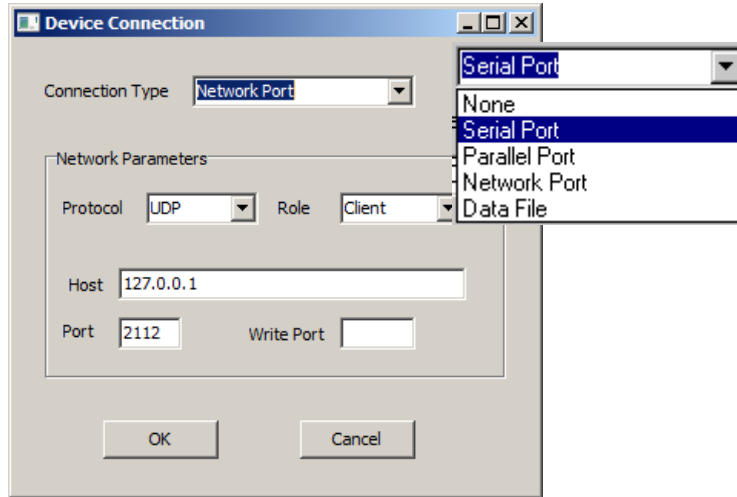 Device Connection
Connection Type Network Port
Serial Port
None
Serial Port
Parallel Port
Network Port
Data File
Network Parameters
Protocol UDP Role Client
Host 127.0.0.1
Port 2112 Write Port
OK Cancel